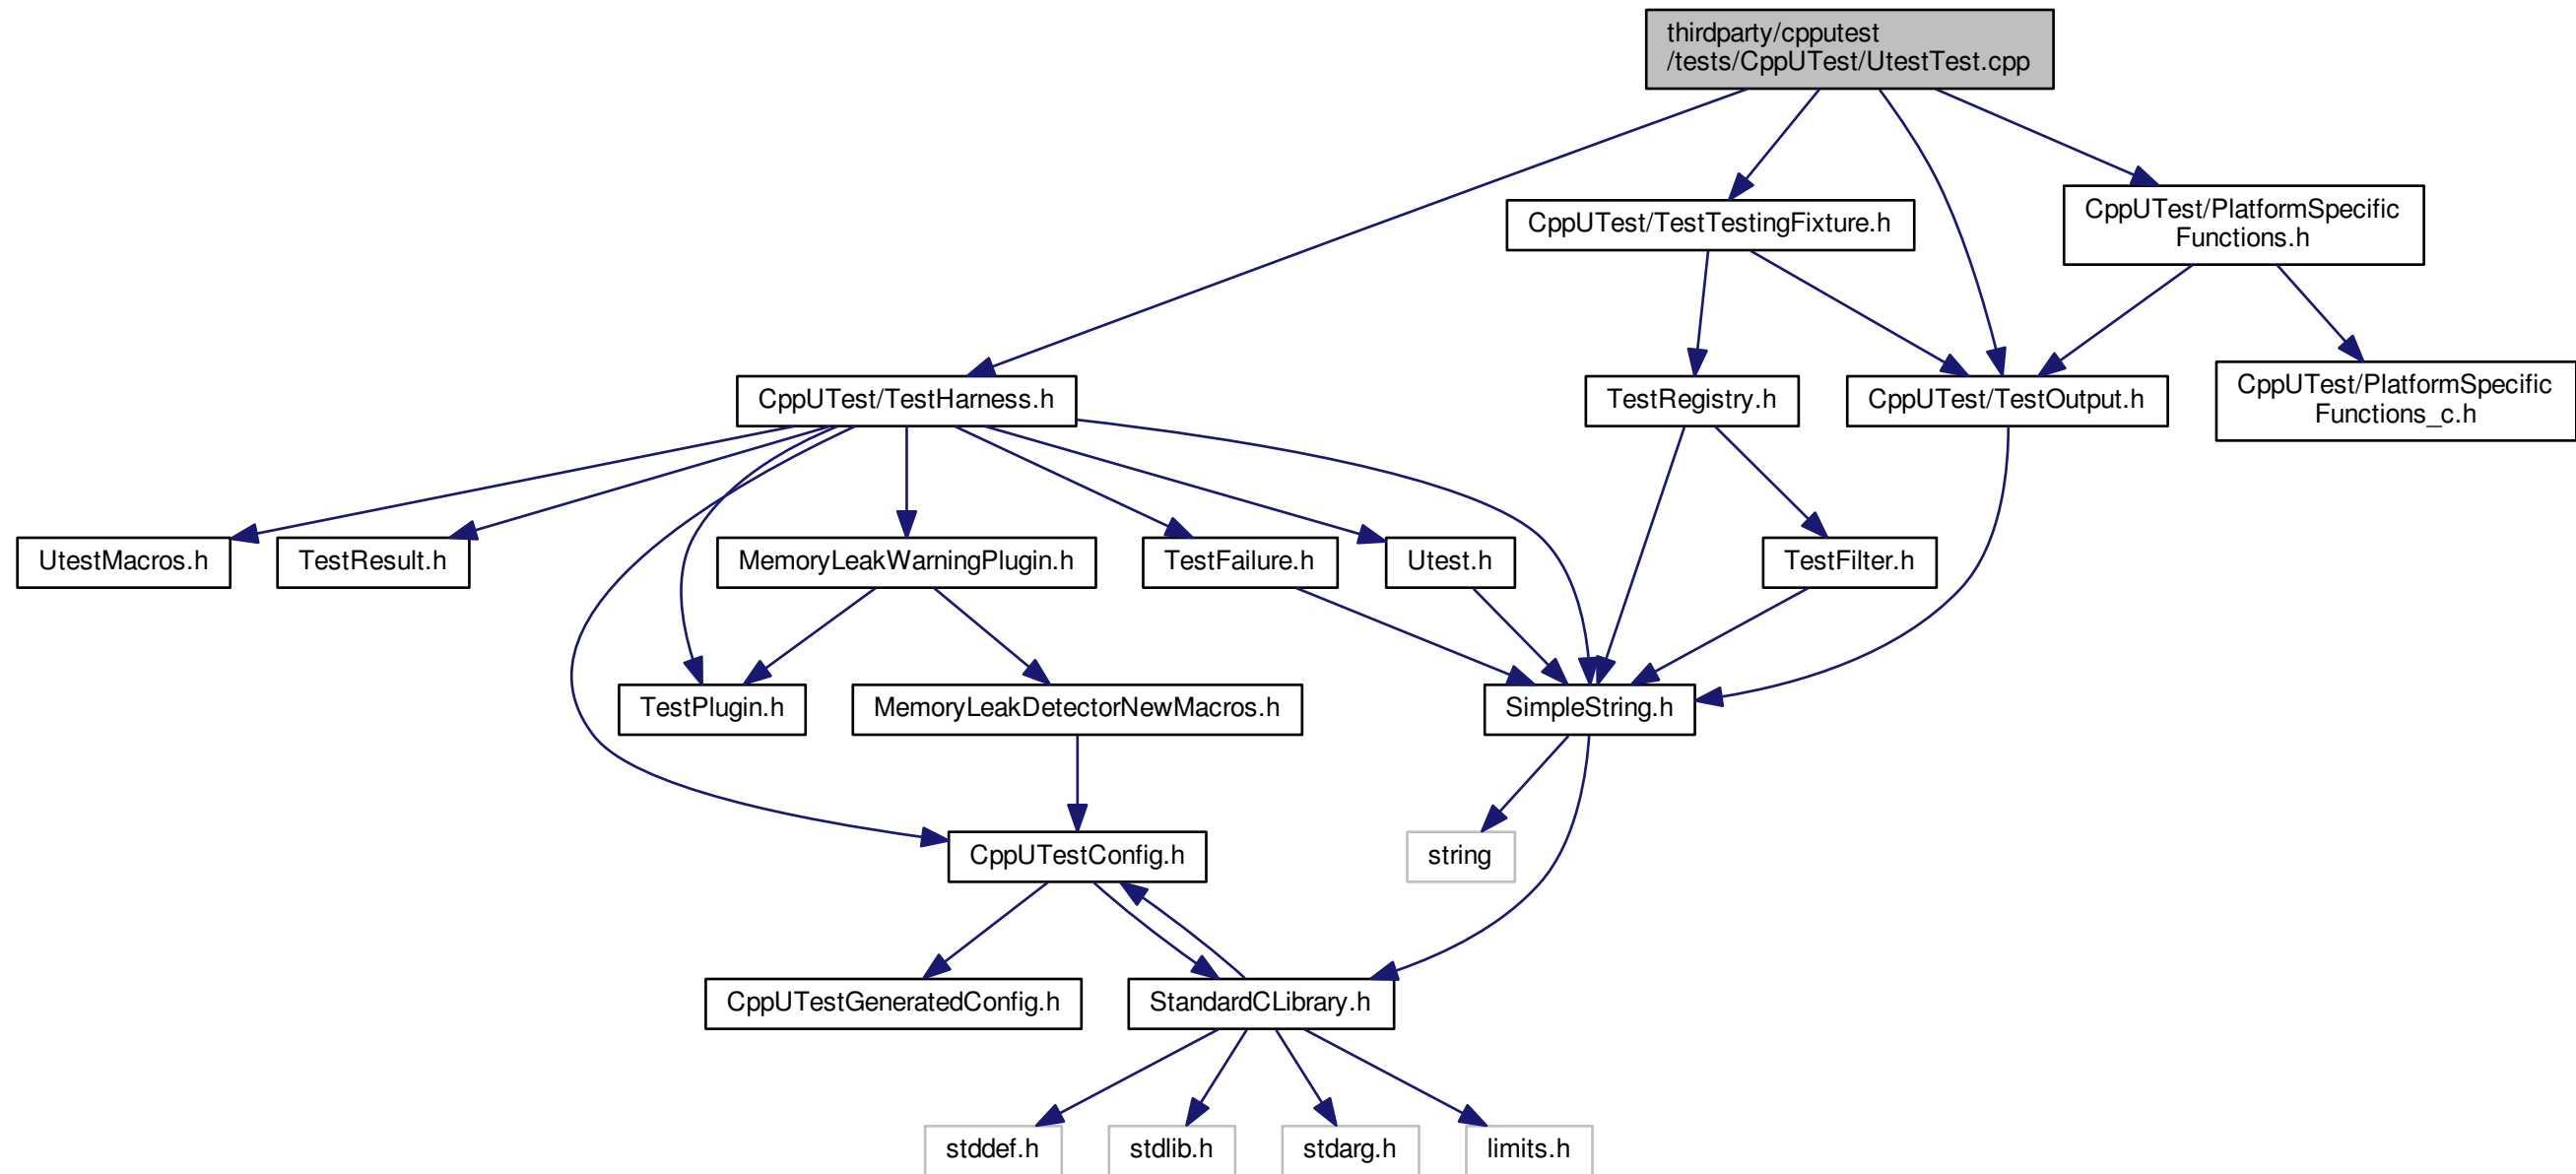 thirdparty/cpputest
/tests/CppUTest/UtestTest.cpp
CppUTest/TestTestingFixture.h
CppUTest/PlatformSpecific
Functions.h
CppUTest/TestHarness.h
TestRegistry.h
CppUTest/TestOutput.h
CppUTest/PlatformSpecific
Functions_c.h
UtestMacros.h
TestResult.h
MemoryLeakWarningPlugin.h
TestFailure.h
Utest.h
TestFilter.h
TestPlugin.h
MemoryLeakDetectorNewMacros.h
SimpleString.h
CppUTestConfig.h
string
CppUTestGeneratedConfig.h
StandardCLibrary.h
stddef.h
stdlib.h
stdarg.h
limits.h